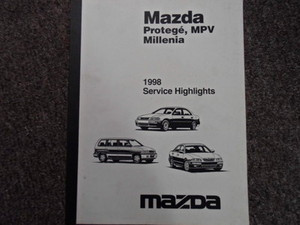 Mazda
Protegé, MPV
Millenia
1998
Service Highlights
mazda